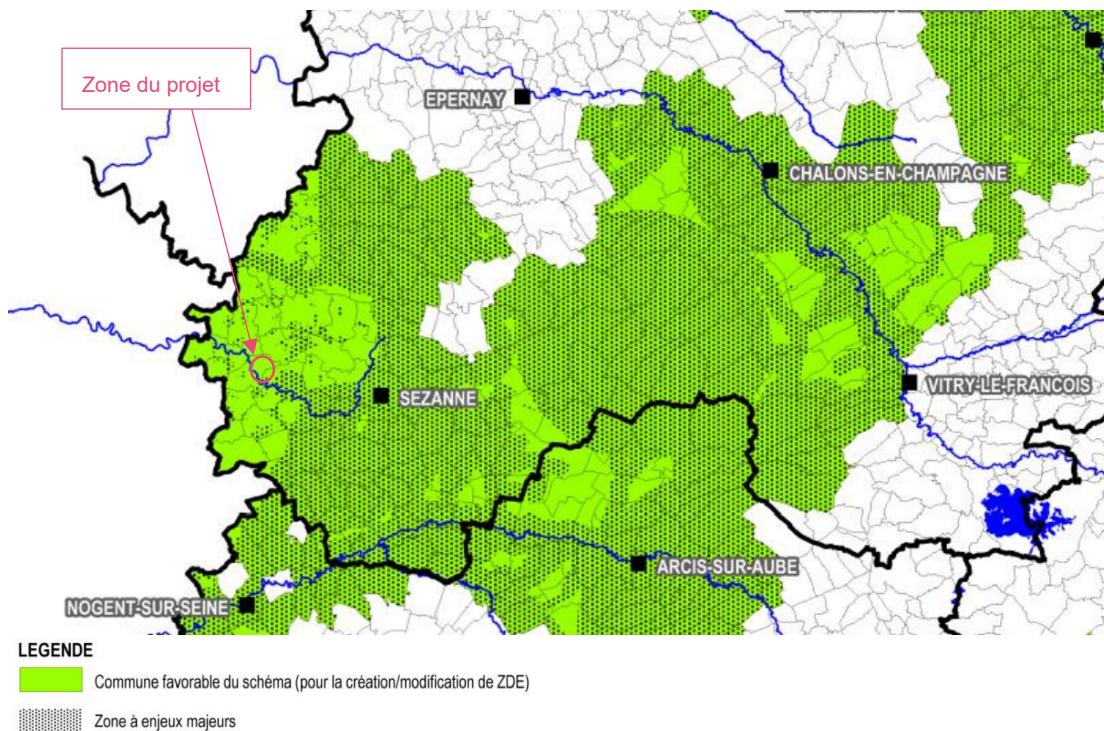 Zone du projet
EPERNAY
CHALONS-EN-CHAMPAGNE
SEZANNE
VITRY-LE-FRANCOIS
ARCIS-SUR-AUBE
NOGENT-SUR-SEINE
LEGENDE
Commune favorable du schéma (pour la création/modification de ZDE)
Zone à enjeux majeurs